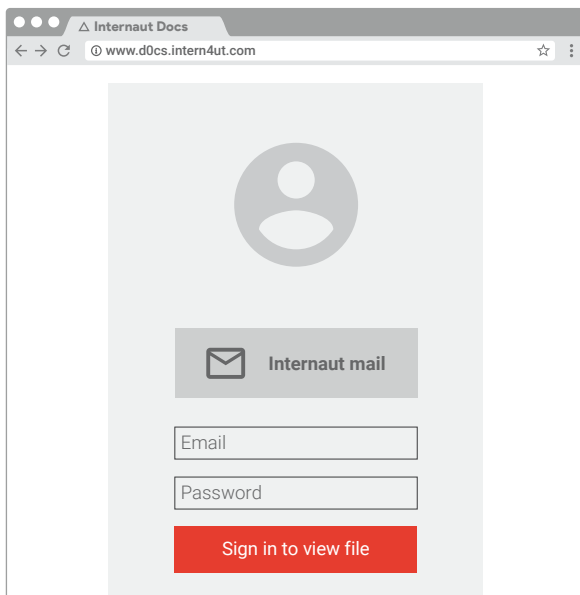 Internaut Docs
www.d0cs.intern4ut.com
Internaut mail
Email
Password
Sign in to view file